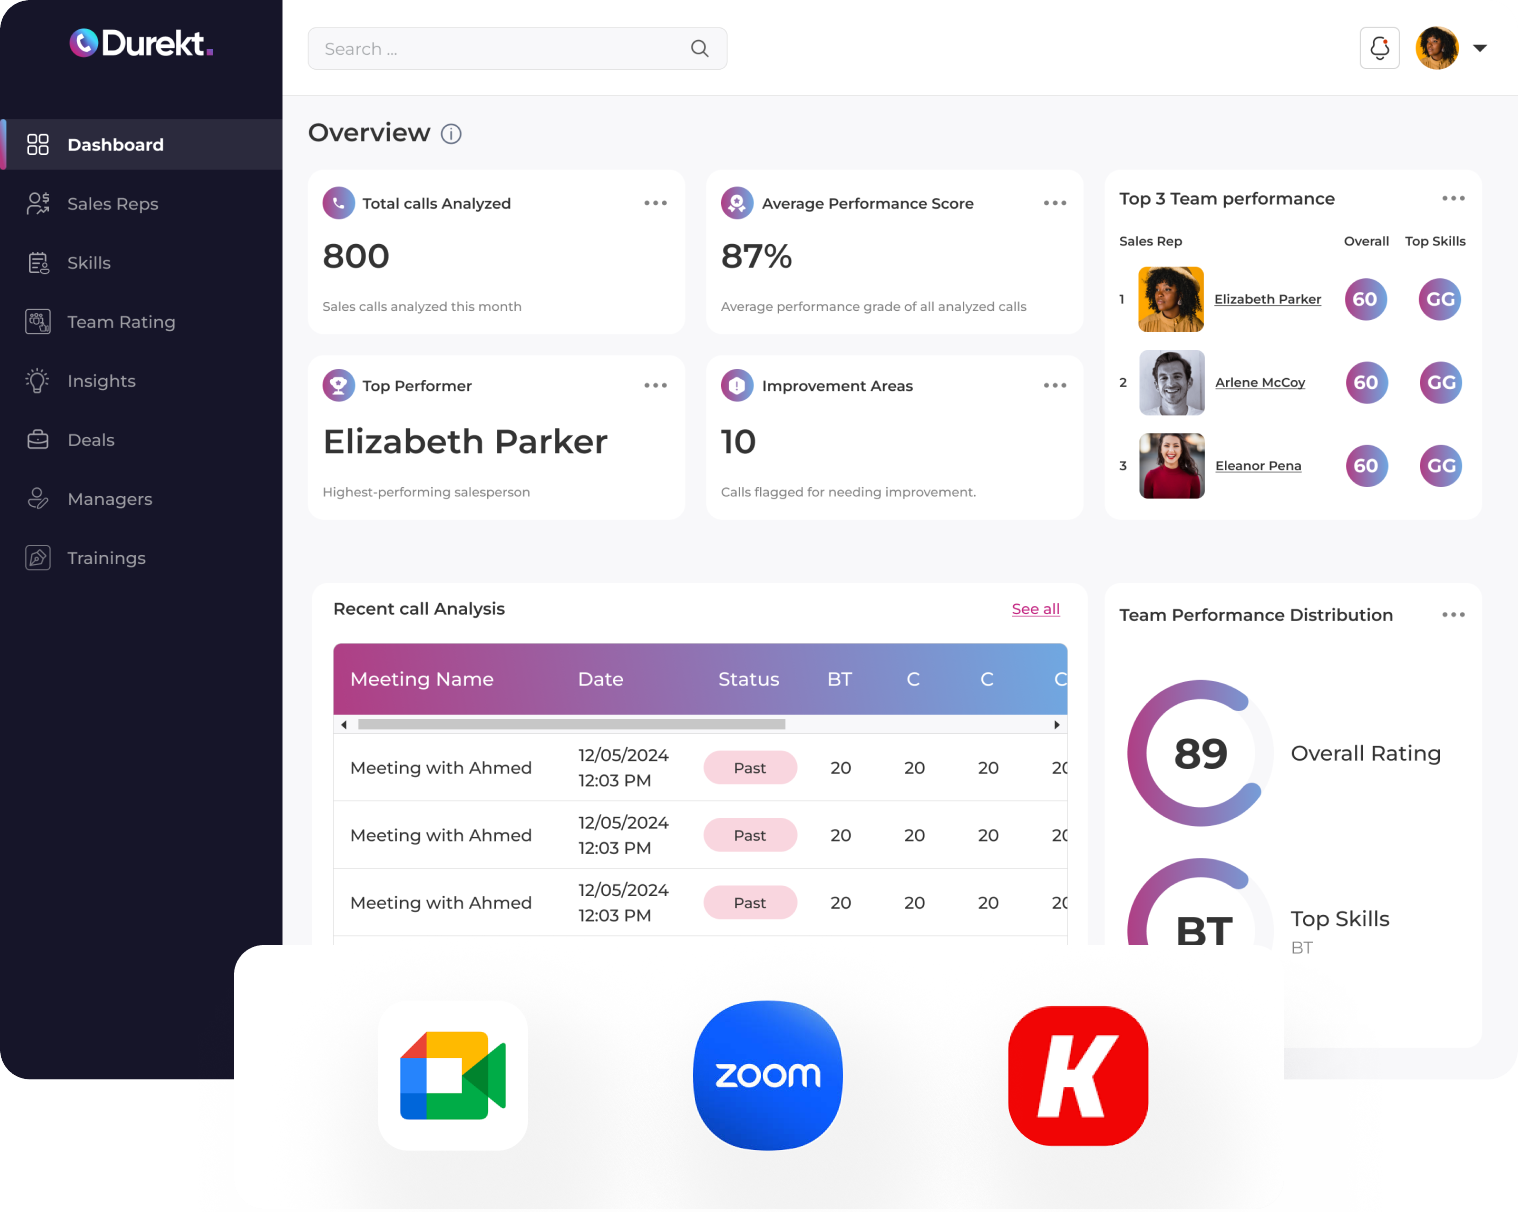 Durekt.
Search ...
Dashboard
Sales Reps
Skills
Team Rating
Insights
Deals
Managers
Trainings
Overview
Total calls Analyzed
800
Sales calls analyzed this month
Average Performance Score
87%
Average performance grade of all analyzed calls
Top Performer
Elizabeth Parker
Highest-performing salesperson
Improvement Areas
10
Calls flagged for needing improvement.
Top 3 Team performance
Sales Rep Overall Top Skills
1 Elizabeth Parker 60 GG
2 Arlene McCoy 60 GG
3 Eleanor Pena 60 GG
Recent call Analysis See all
Meeting Name Date Status BT C C C
Meeting with Ahmed 12/05/2024 12:03 PM Past 20 20 20 20
Meeting with Ahmed 12/05/2024 12:03 PM Past 20 20 20 20
Meeting with Ahmed 12/05/2024 12:03 PM Past 20 20 20 20
Team Performance Distribution
89 Overall Rating
BT Top Skills
BT
zoom
K